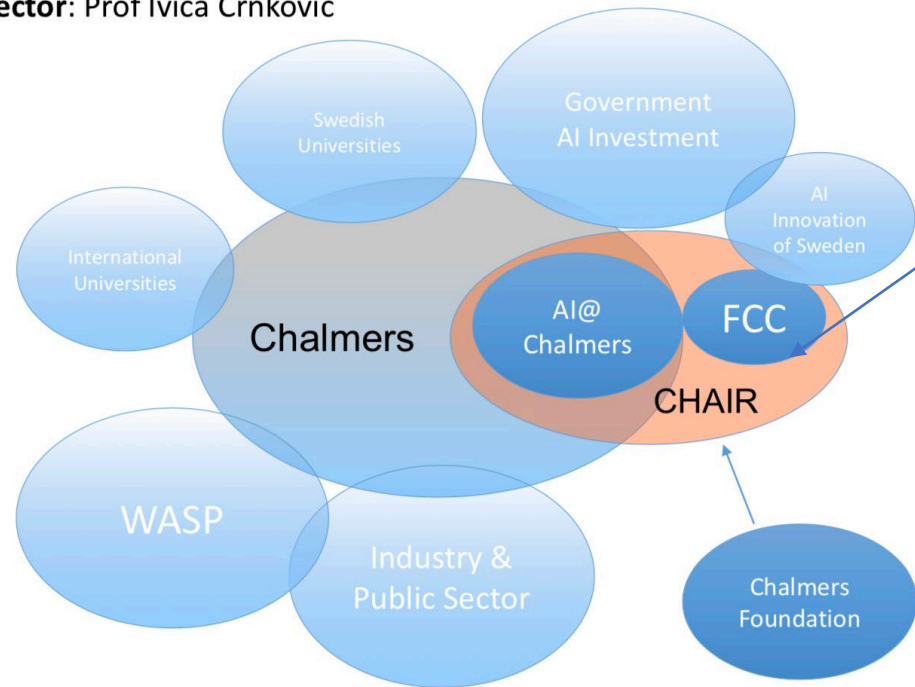 ector: Prof Ivica Crnkovic
Swedish
Universities
Government
AI Investment
AI
Innovation
of Sweden
International
Universities
Chalmers
AI@
Chalmers
FCC
CHAIR
WASP
Industry &
Public Sector
Chalmers
Foundation